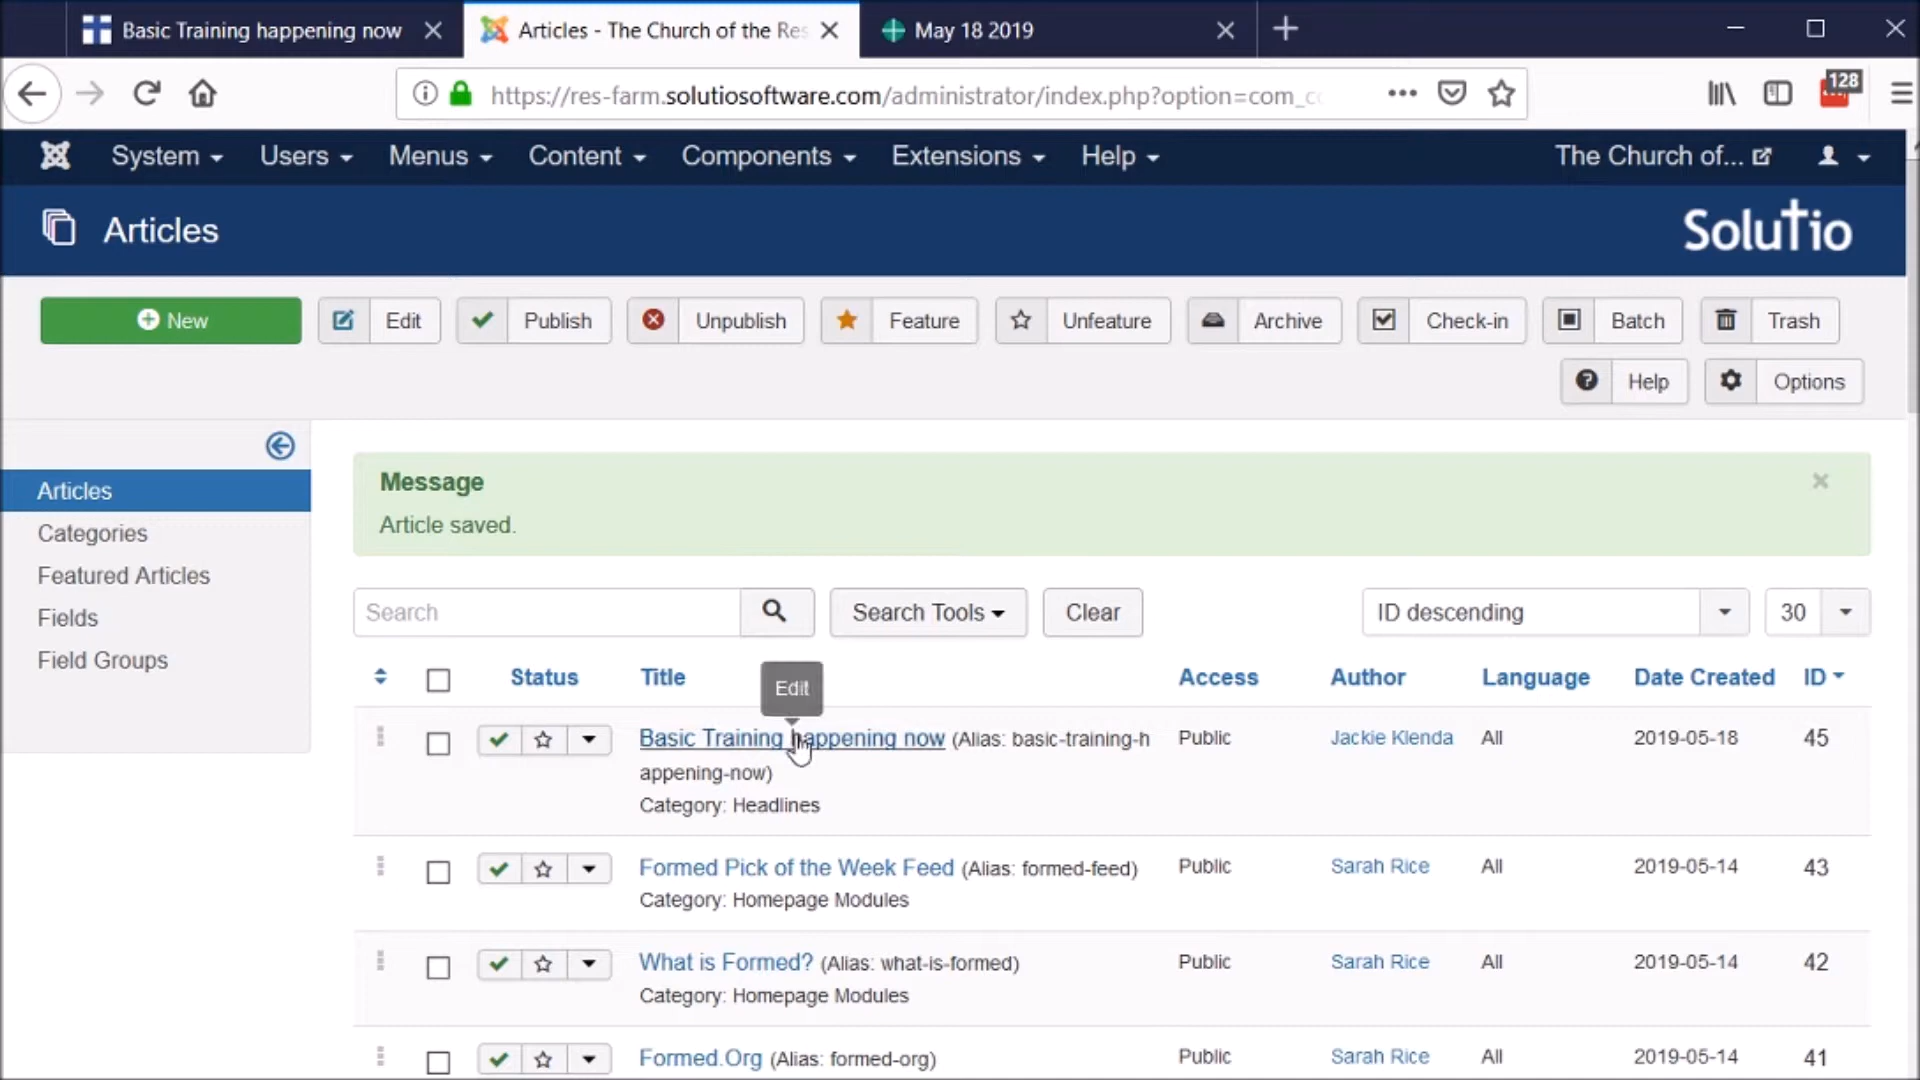 Basic Training happening now
Articles - The Church of the Res
May 18 2019
https://res-farm.solutiosoftware.com/administrator/index.php?option=com_c
128
System Users Menus Content Components Extensions Help The Church of...
Articles Solutio
New Edit Publish Unpublish Feature Unfeature Archive Check-in Batch Trash
Help Options
Articles
Categories
Featured Articles
Fields
Field Groups
Message
Article saved.
Search Search Tools Clear ID descending 30
Status Title Access Author Language Date Created ID
Edit
Basic Training happening now (Alias: basic-training-h Public Jackie Klenda All 2019-05-18 45
appening-now)
Category: Headlines
Formed Pick of the Week Feed (Alias: formed-feed) Public Sarah Rice All 2019-05-14 43
Category: Homepage Modules
What is Formed? (Alias: what-is-formed) Public Sarah Rice All 2019-05-14 42
Category: Homepage Modules
Formed.Org (Alias: formed-org) Public Sarah Rice All 2019-05-14 41